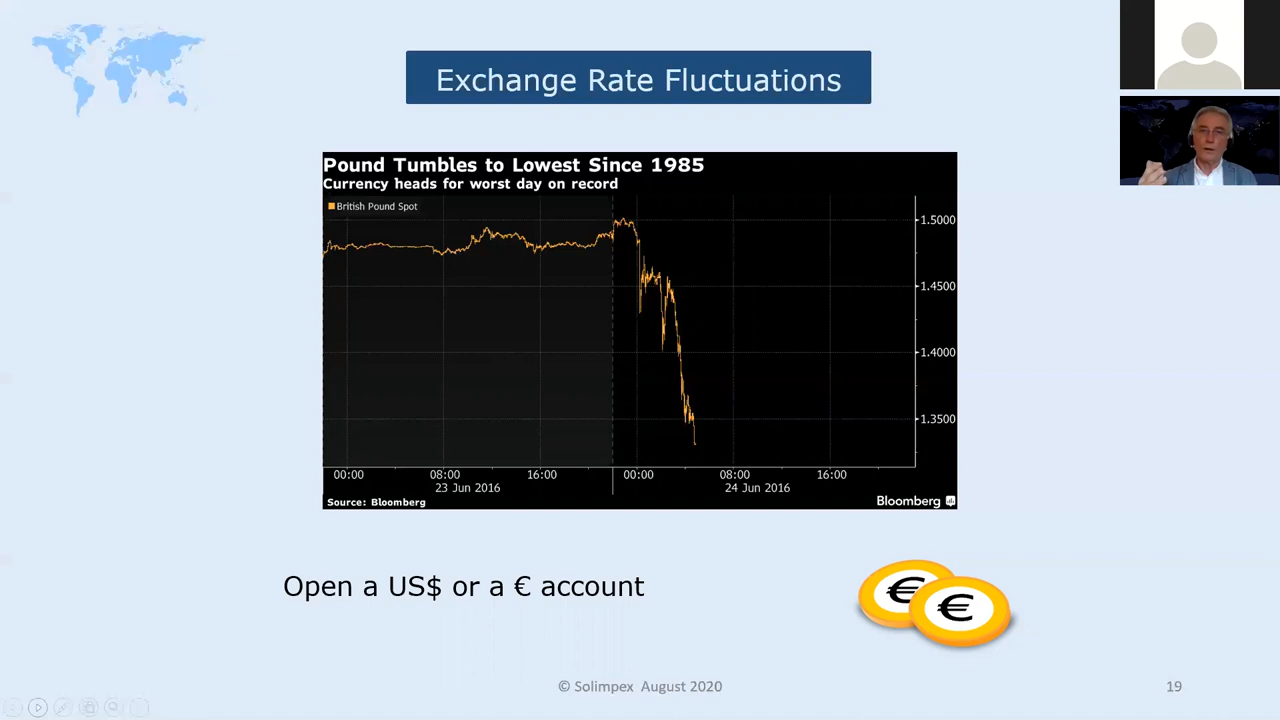 Exchange Rate Fluctuations
Pound Tumbles to Lowest Since 1985
Currency heads for worst day on record
British Pound Spot
1.5000
1.4500
1.4000
1.3500
00:00 08:00 16:00 00:00 08:00 16:00
23 Jun 2016 24 Jun 2016
Source: Bloomberg Bloomberg
Open a US$ or a € account
€ €
© Solimpex August 2020 19